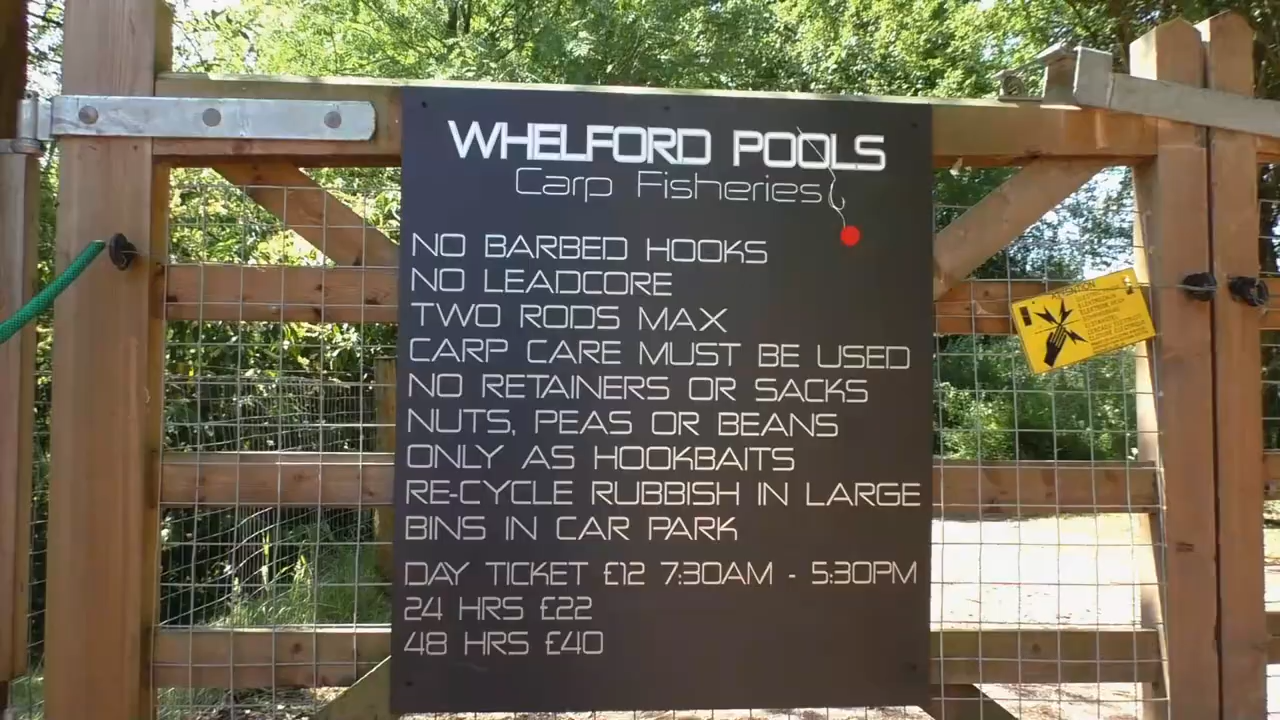 WHELFORD POOLS
Carp Fisheries
NO BARBED HOOKS
NO LEADCORE
TWO RODS MAX
CARP CARE MUST BE USED
NO RETAINERS OR SACKS
NUTS, PEAS OR BEANS
ONLY AS HOOKBAITS
RE-CYCLE RUBBISH IN LARGE
BINS IN CAR PARK
DAY TICKET £12 7:30AM - 5:30PM
24 HRS £22
48 HRS £40